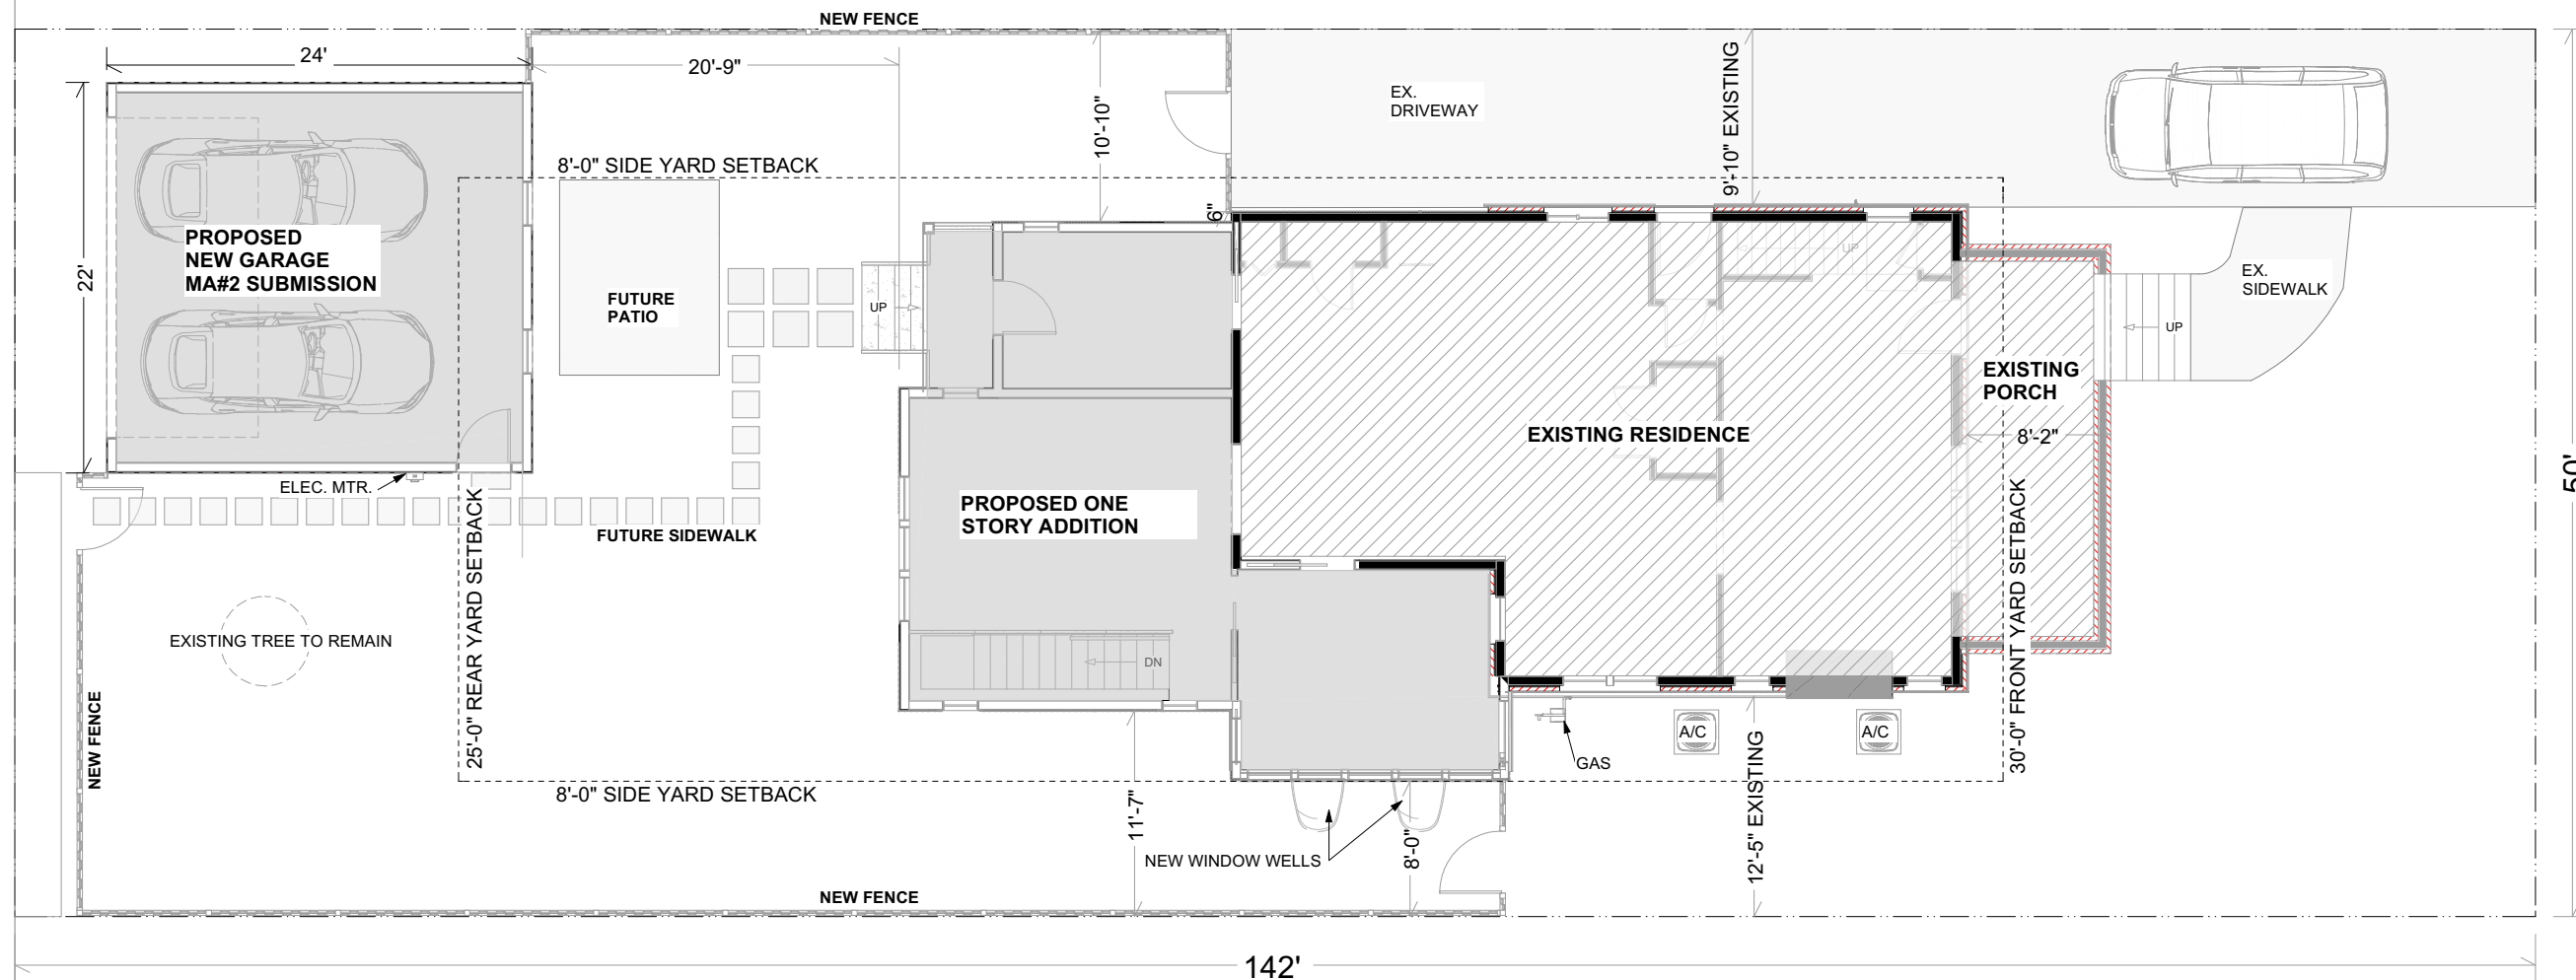 NEW FENCE
24'
20'-9"
10'-10"
9'-10" EXISTING
EX.
DRIVEWAY
8'-0" SIDE YARD SETBACK
6"
22'
PROPOSED
NEW GARAGE
MA#2 SUBMISSION
FUTURE
PATIO
UP
UP
EX.
SIDEWALK
UP
EXISTING
PORCH
8'-2"
EXISTING RESIDENCE
50'
ELEC. MTR.
PROPOSED ONE
STORY ADDITION
FUTURE SIDEWALK
25'-0" REAR YARD SETBACK
30'-0" FRONT YARD SETBACK
EXISTING TREE TO REMAIN
DN
NEW FENCE
A/C
A/C
GAS
8'-0" SIDE YARD SETBACK
11'-7"
NEW WINDOW WELLS
8'-0"
12'-5" EXISTING
NEW FENCE
142'